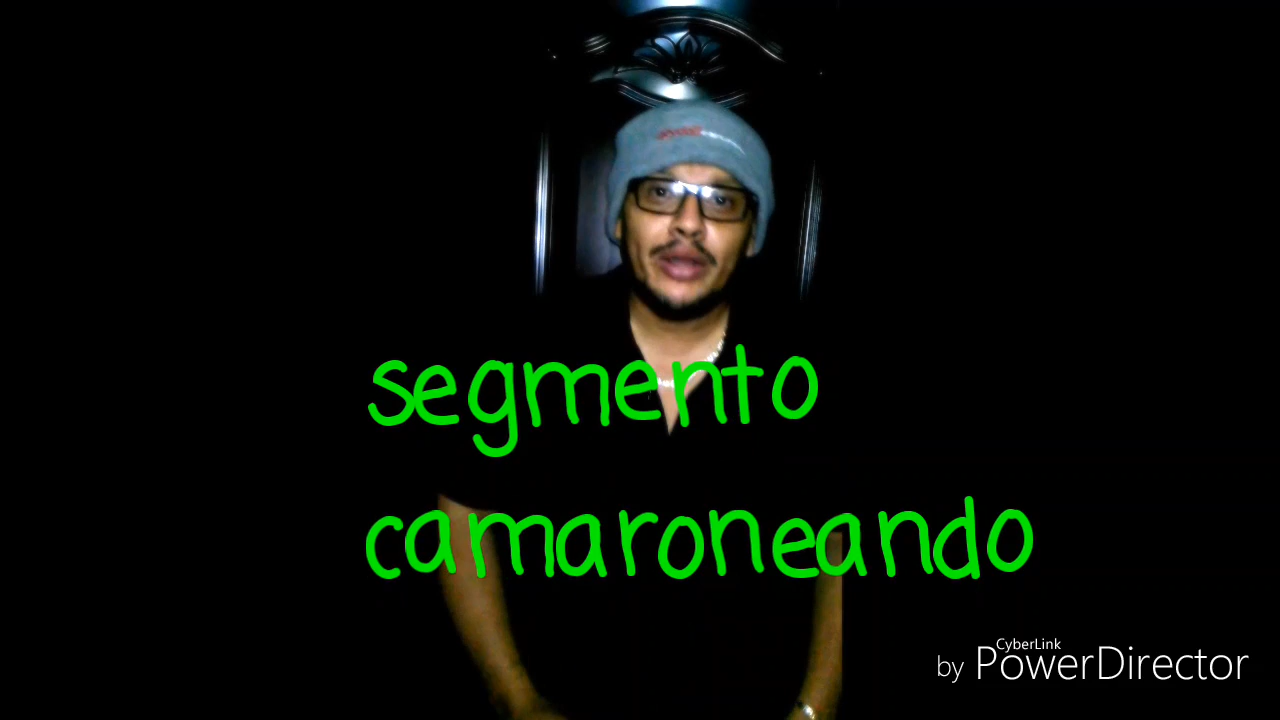 segmento
camaroneando
CyberLink
by PowerDirector